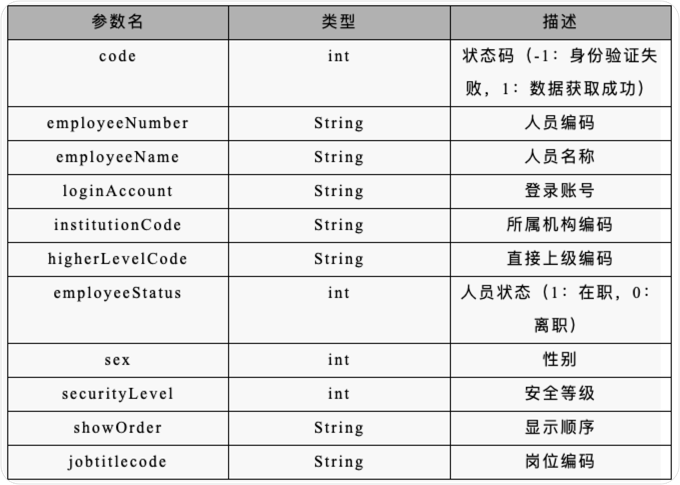 参数名 类型 描述
code int 状态码（-1：身份验证失
败，1：数据获取成功）
employeeNumber String 人员编码
employeeName String 人员名称
loginAccount String 登录账号
institutionCode String 所属机构编码
higherLevelCode String 直接上级编码
employeeStatus int 人员状态（1：在职，0：
离职）
sex int 性别
securityLevel int 安全等级
showOrder String 显示顺序
jobtitlecode String 岗位编码